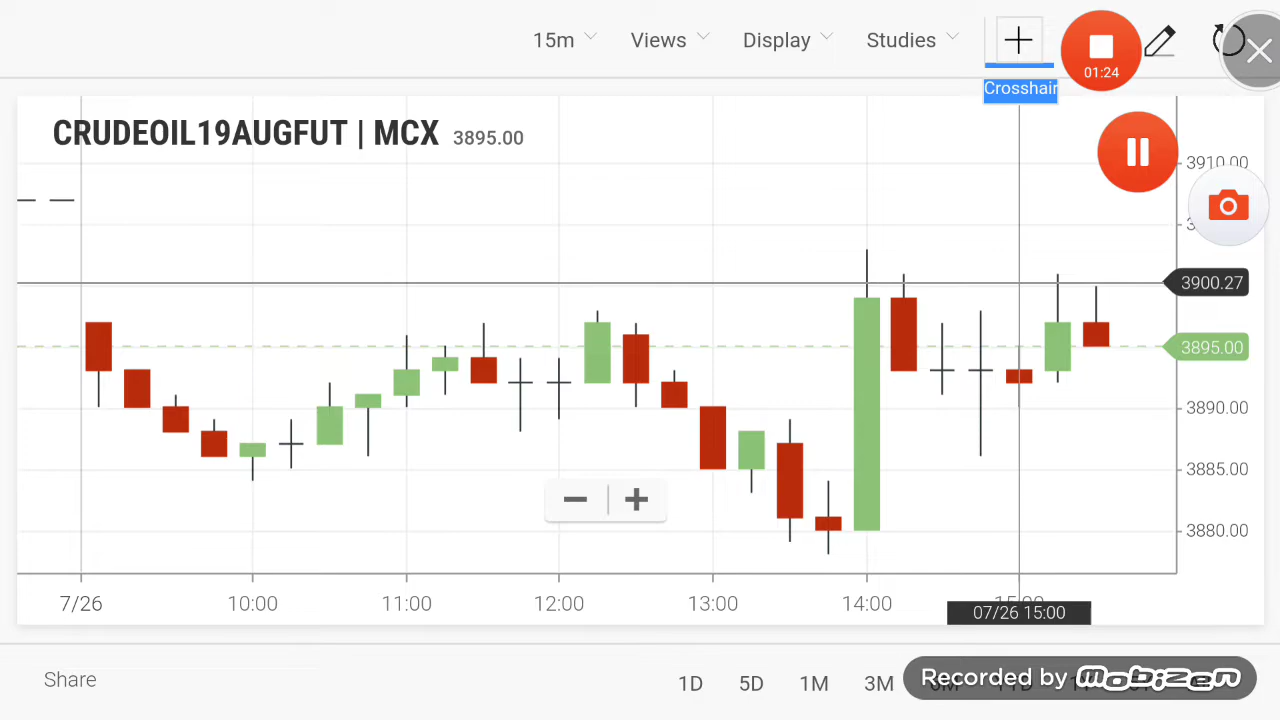 15m Views Display Studies
01:24
Crosshair
CRUDEOIL19AUGFUT | MCX 3895.00
3910.00
3900.27
3895.00
3890.00
3885.00
3880.00
7/26 10:00 11:00 12:00 13:00 14:00 15:00
07/26 15:00
Share 1D 5D 1M 3M
Recorded by mobizen